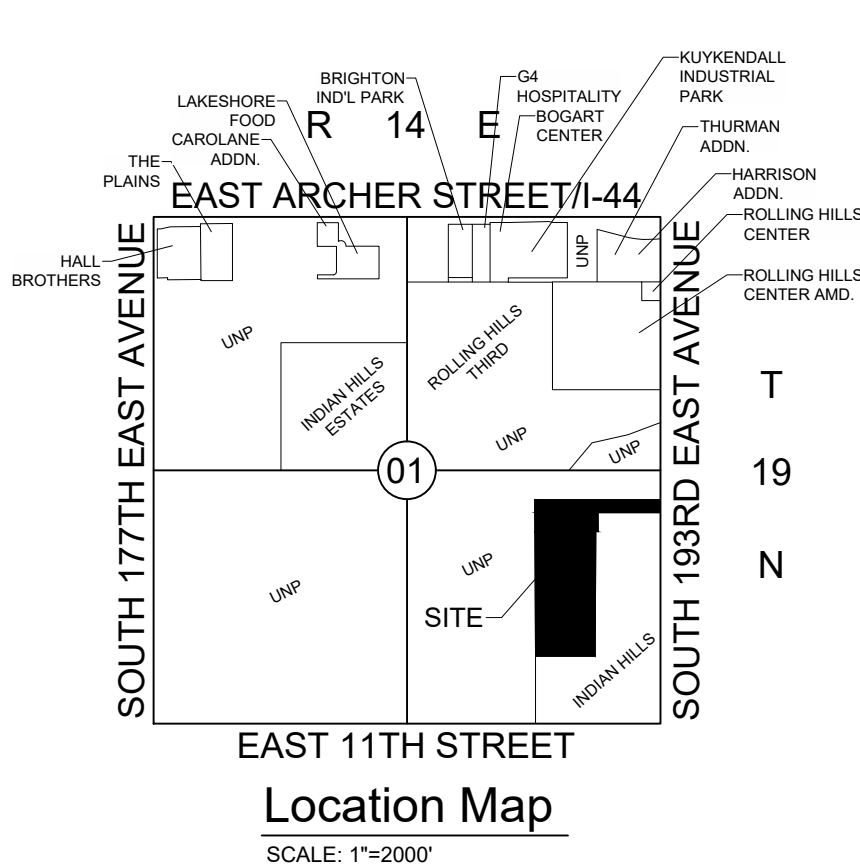 KUYKENDALL
INDUSTRIAL
PARK
BRIGHTON
IND'L PARK
G4
HOSPITALITY
BOGART
CENTER
LAKESHORE
FOOD
R 14 E
CAROLANE
ADDN.
THURMAN
ADDN.
THE
PLAINS
HARRISON
ADDN.
EAST ARCHER STREET/I-44
ROLLING HILLS
CENTER
HALL
BROTHERS
UNP
ROLLING HILLS
CENTER AMD.
SOUTH 177TH EAST AVENUE
UNP
INDIAN HILLS
ESTATES
ROLLING HILLS
THIRD
UNP
UNP
SOUTH 193RD EAST AVENUE
T
19
N
01
UNP
UNP
SITE
INDIAN HILLS
EAST 11TH STREET
Location Map
SCALE: 1"=2000'